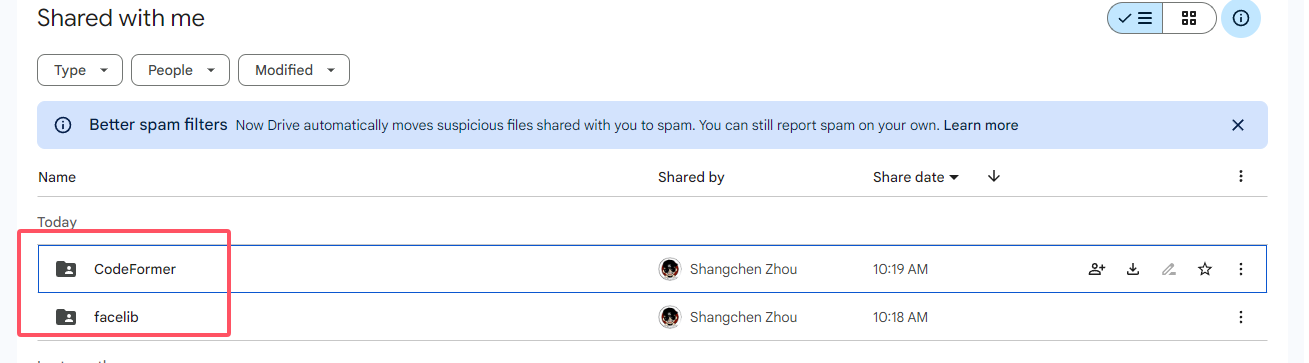 Shared with me
Type People Modified
Better spam filters Now Drive automatically moves suspicious files shared with you to spam. You can still report spam on your own. Learn more
Name Shared by Share date
Today
CodeFormer Shangchen Zhou 10:19 AM
facelib Shangchen Zhou 10:18 AM